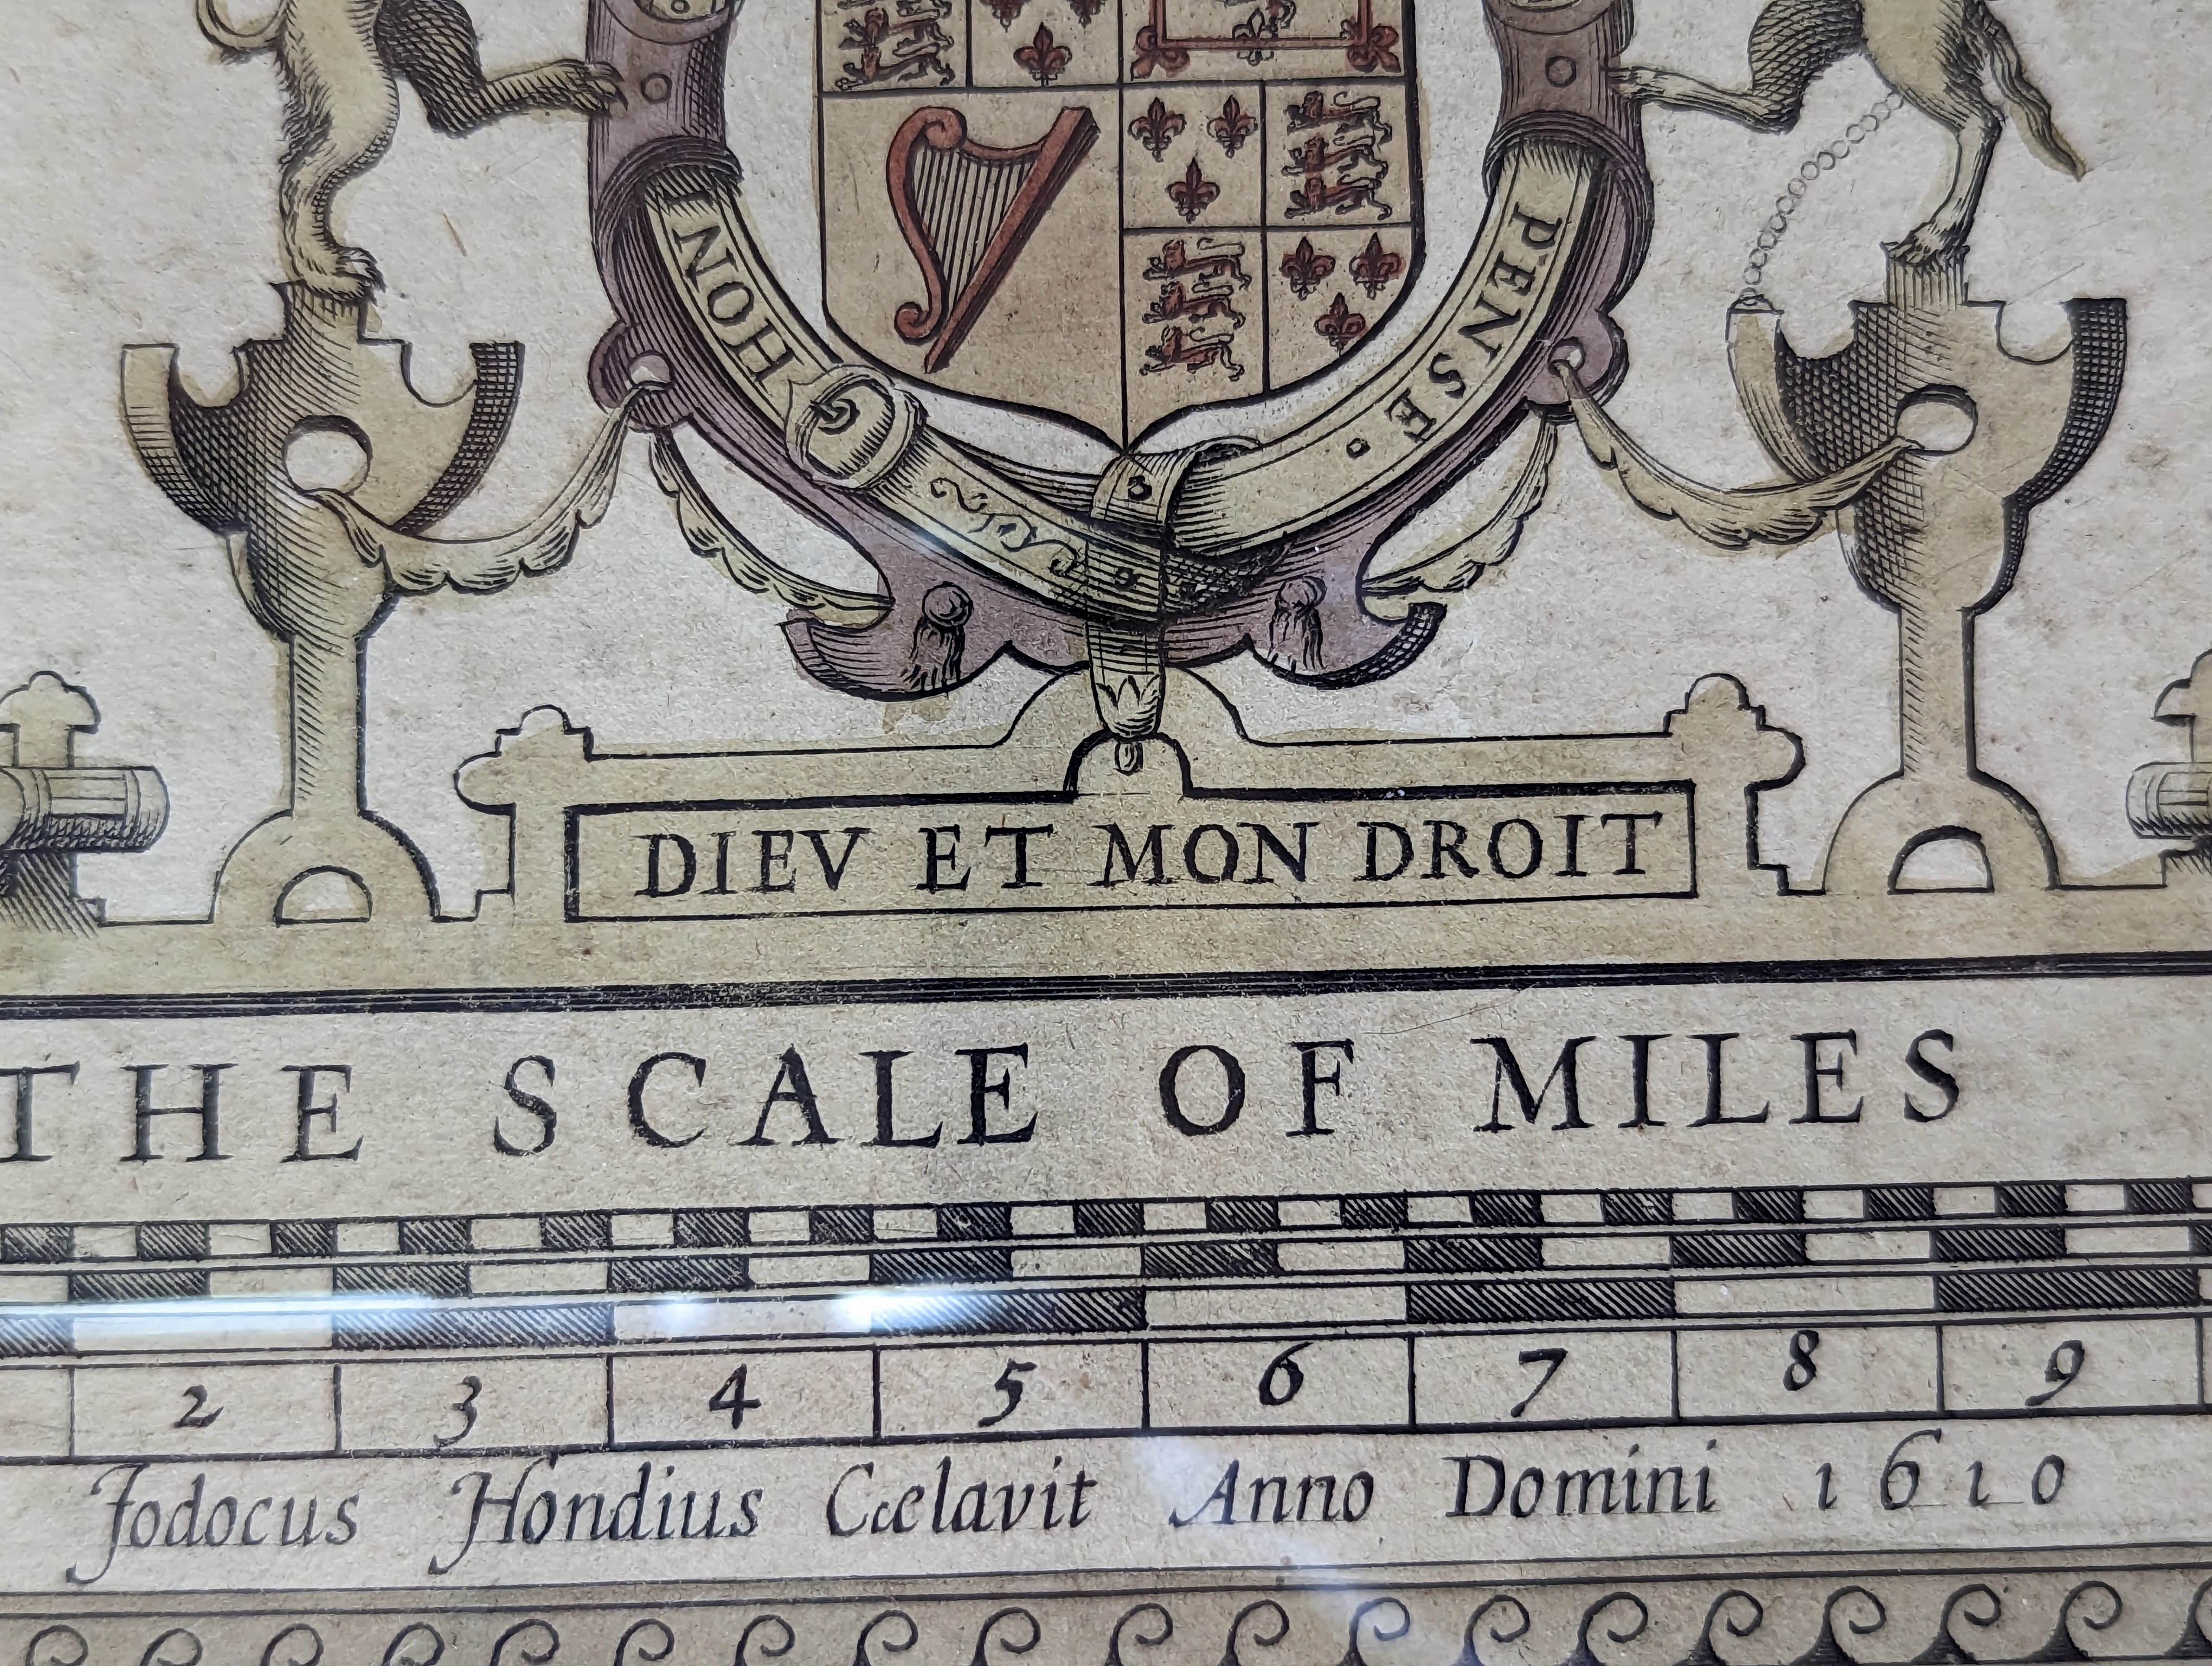 HONI
PENSE.
DIEV ET MON DROIT
THE SCALE OF MILES
2 3 4 5 6 7 8 9
Jodocus Hondius Cœlavit Anno Domini 1610